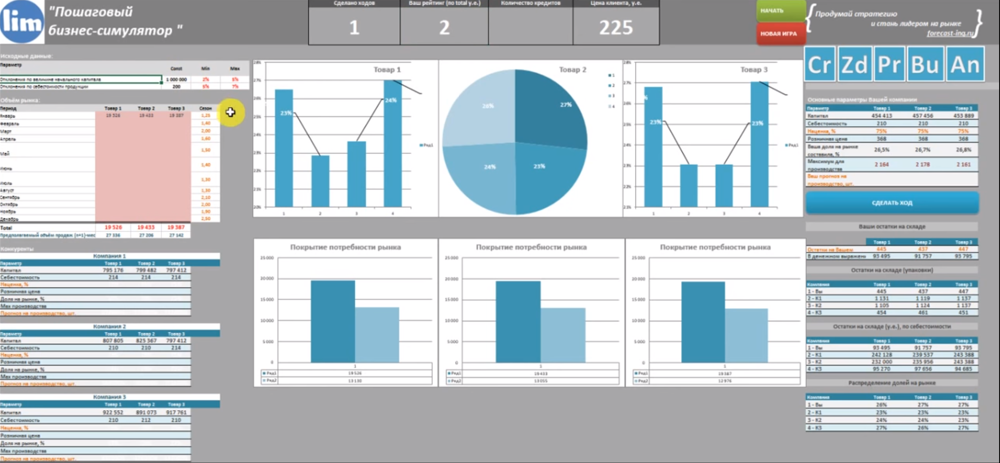 lim
"Пошаговый
бизнес-симулятор "
Сделано ходов
Ваш рейтинг (по total у.е.)
Количество кредитов
Цена клиента, у.е.
1
2
225
НАЧАТЬ
НОВАЯ ИГРА
Продумай стратегию
и стань лидером на рынке
forecast-ing.ru
Cr Zd Pr Bu An
Исходные данные:
Параметр Const Min Max
Отклонения по величине начального капитала 1 000 000 2% 5%
Отклонения по себестоимости продукции 200 5% 7%
Объём рынка:
Период Товар 1 Товар 2 Товар 3 Сезон
Январь 19 526 19 433 19 387 1,25
Февраль 1,40
Март 2,00
Апрель 1,60
Май 1,50
Июнь 1,40
Июль 1,30
Август 1,30
Сентябрь 2,10
Октябрь 2,00
Ноябрь 1,90
Декабрь 2,50
Total 19 526 19 433 19 387
Предполагаемый объём продаж (n+1)-мес 27 336 27 206 27 142
Конкуренты
Компания 1
Параметр Товар 1 Товар 2 Товар 3
Капитал 795 176 799 482 797 412
Себестоимость 214 214 214
Наценка, %
Розничная цена
Доля на рынке, %
Мах производства
Прогноз на производство, шт.
Компания 2
Параметр Товар 1 Товар 2 Товар 3
Капитал 807 805 825 367 797 412
Себестоимость 210 210 214
Наценка, %
Розничная цена
Доля на рынке, %
Мах производства
Прогноз на производство, шт.
Компания 3
Параметр Товар 1 Товар 2 Товар 3
Капитал 922 552 891 073 917 761
Себестоимость 210 212 210
Наценка, %
Розничная цена
Доля на рынке, %
Мах производства
Прогноз на производство, шт.
Товар 1
28%
27%
26%
25%
24%
23%
22%
21%
20%
23%
24%
1 2 3 4
Ряд1
Товар 2
27%
23%
24%
26%
1
2
3
4
Товар 3
28%
27%
26%
25%
24%
23%
22%
21%
%
23%
23%
1 2 3 4
Ряд1
Покрытие потребности рынка
25 000
20 000
15 000
10 000
5 000
0
1
Ряд1 19 526
Ряд2 13 130
Покрытие потребности рынка
25 000
20 000
15 000
10 000
5 000
0
1
Ряд1 19 433
Ряд2 13 055
Покрытие потребности рынка
25 000
20 000
15 000
10 000
5 000
0
1
Ряд1 19 387
Ряд2 12 976
Основные параметры Вашей компании
Параметр Товар 1 Товар 2 Товар 3
Капитал 454 413 457 456 453 889
Себестоимость 210 210 210
Наценка, % 75% 75% 75%
Розничная цена 368 368 368
Ваша доля на рынке
составила, % 26,5% 26,7% 26,8%
Максимум для
производства 2 164 2 178 2 161
Ваш прогноз на
производство, шт.
СДЕЛАТЬ ХОД
Ваши остатки на складе
Товар 1 Товар 2 Товар 3
Остатки на Вашем 445 437 447
В денежном выражени 93 495 91 757 93 795
Остатки на складе (упаковки)
Компания Товар 1 Товар 2 Товар 3
1 - Вы 445 437 447
2 - К1 1 131 1 119 1 137
3 - К2 1 105 1 124 1 137
4 - К3 454 461 451
Остатки на складе (у.е.), по себестоимости
Компания Товар 1 Товар 2 Товар 3
1 - Вы 93 495 91 757 93 795
2 - К1 242 128 239 537 243 388
3 - К2 232 000 235 956 243 388
4 - К3 95 270 97 656 94 685
Распределение долей на рынке
Компания Товар 1 Товар 2 Товар 3
1 - Вы 26% 27% 27%
2 - К1 23% 23% 23%
3 - К2 24% 24% 23%
4 - К3 27% 26% 27%